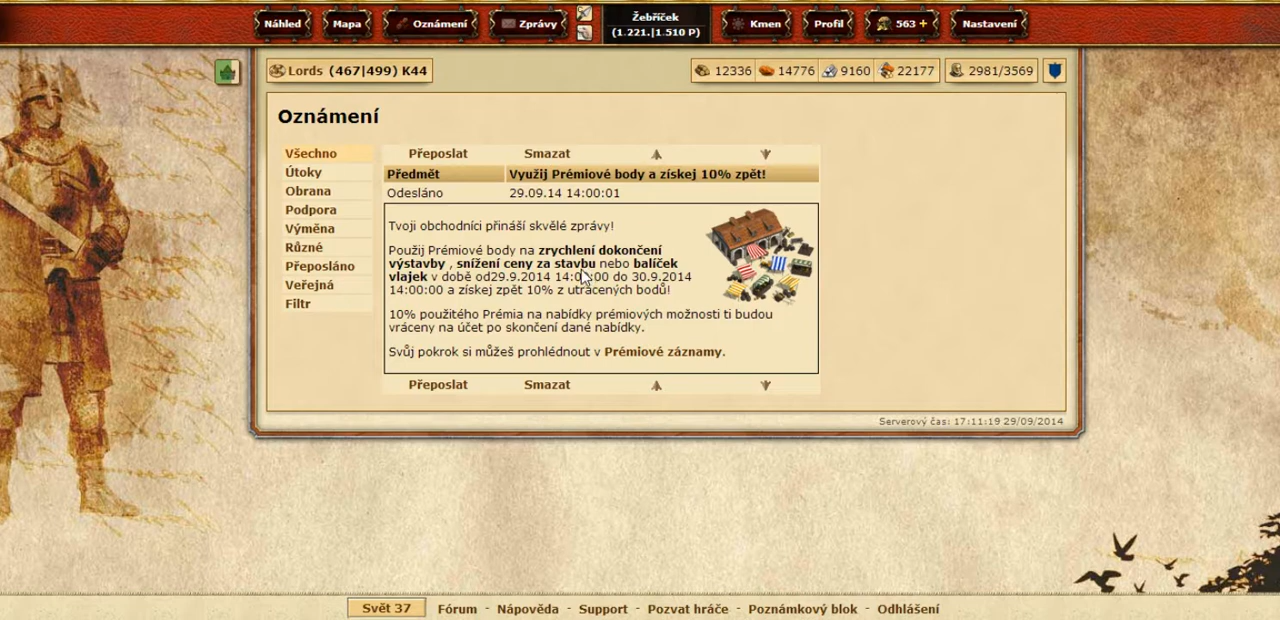 Náhled Mapa Oznámení Zprávy Žebříček Kmen Profil 563 + Nastavení
(1.221.|1.510 P)
Lords (467|499) K44 12336 14776 9160 22177 2981/3569
Oznámení
Všechno
Útoky
Obrana
Podpora
Výměna
Různé
Přeposláno
Veřejná
Filtr
Přeposlat Smazat
Předmět Využij Prémiové body a získej 10% zpět!
Odesláno 29.09.14 14:00:01
Tvoji obchodníci přináší skvělé zprávy!
Použij Prémiové body na zrychlení dokončení
výstavby , snížení ceny za stavbu nebo balíček
vlajek v době od29.9.2014 14:00:00 do 30.9.2014
14:00:00 a získej zpět 10% z utracených bodů!
10% použitého Prémia na nabídky prémiových možnosti ti budou
vráceny na účet po skončení dané nabídky.
Svůj pokrok si můžeš prohlédnout v Prémiové záznamy.
Přeposlat Smazat
Serverový čas: 17:11:19 29/09/2014
Svět 37 Fórum - Nápověda - Support - Pozvat hráče - Poznámkový blok - Odhlášení